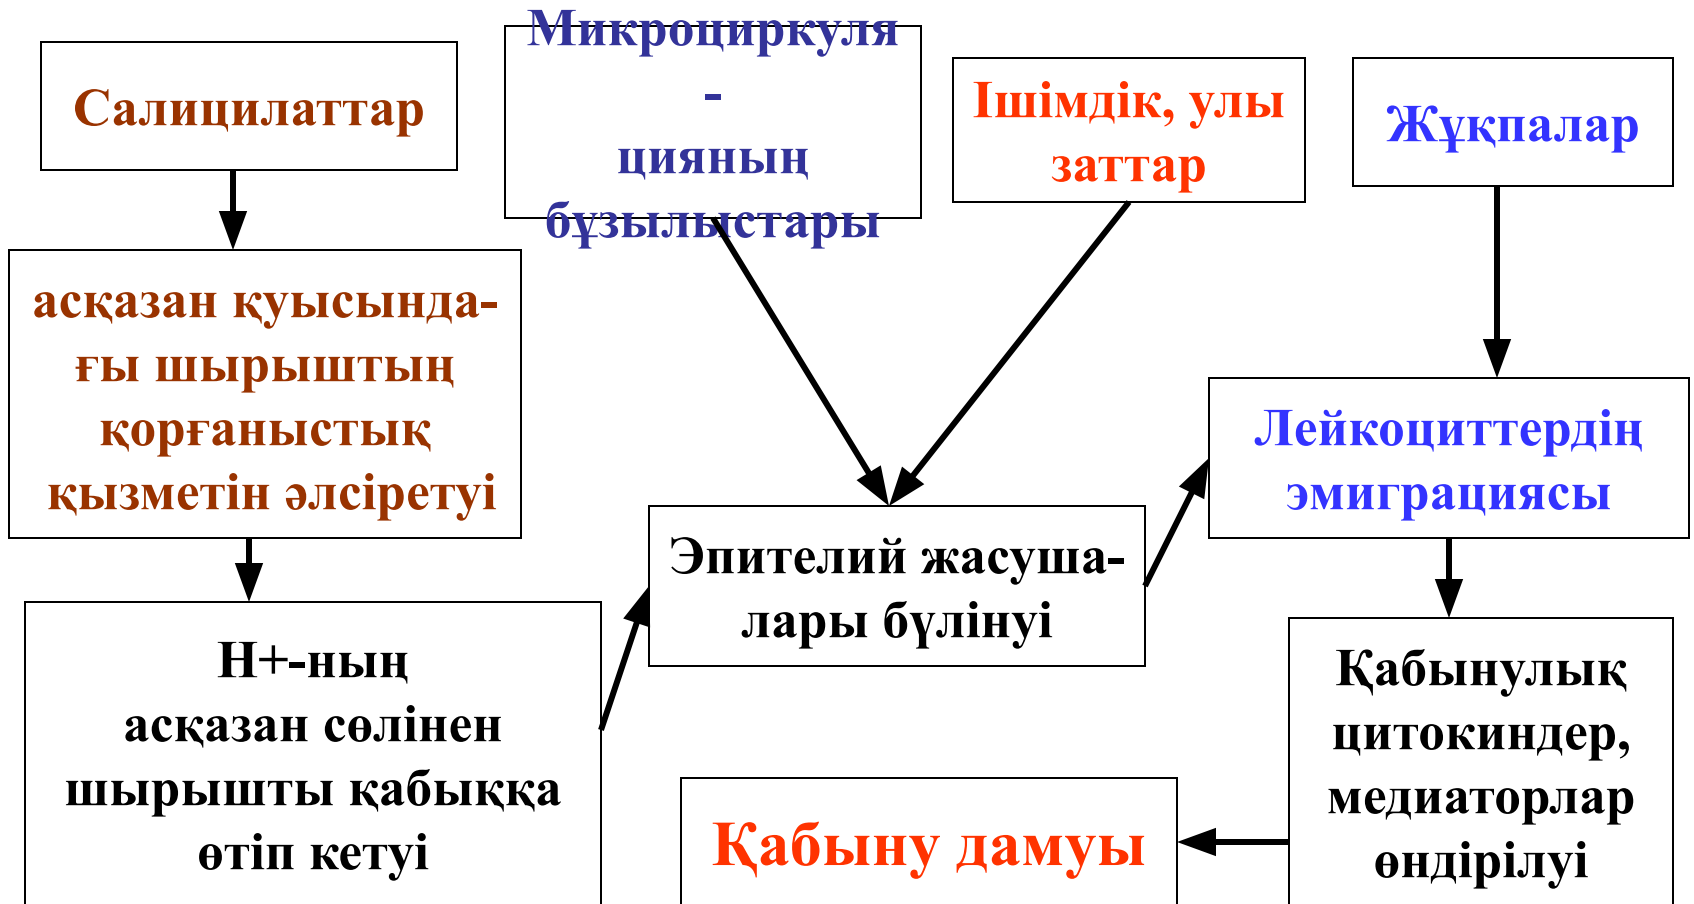 Салицилаттар
Микроциркуля
-
цияның
бұзылыстары
Ішімдік, улы
заттар
Жұқпалар
асқазан қуысында-
ғы шырыштың
қорғаныстық
қызметін әлсіретуі
Лейкоциттердің
эмиграциясы
Эпителий жасуша-
лары бүлінуі
Н+-ның
асқазан сөлінен
шырышты қабыққа
өтіп кетуі
Қабынулық
цитокиндер,
медиаторлар
өндірілуі
Қабыну дамуы